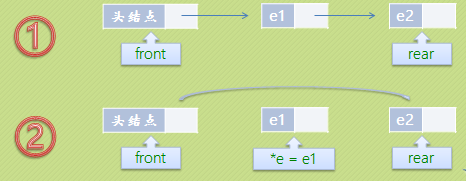 ① 头结点 e1 e2
front rear
② 头结点 e1 e2
front *e = e1 rear